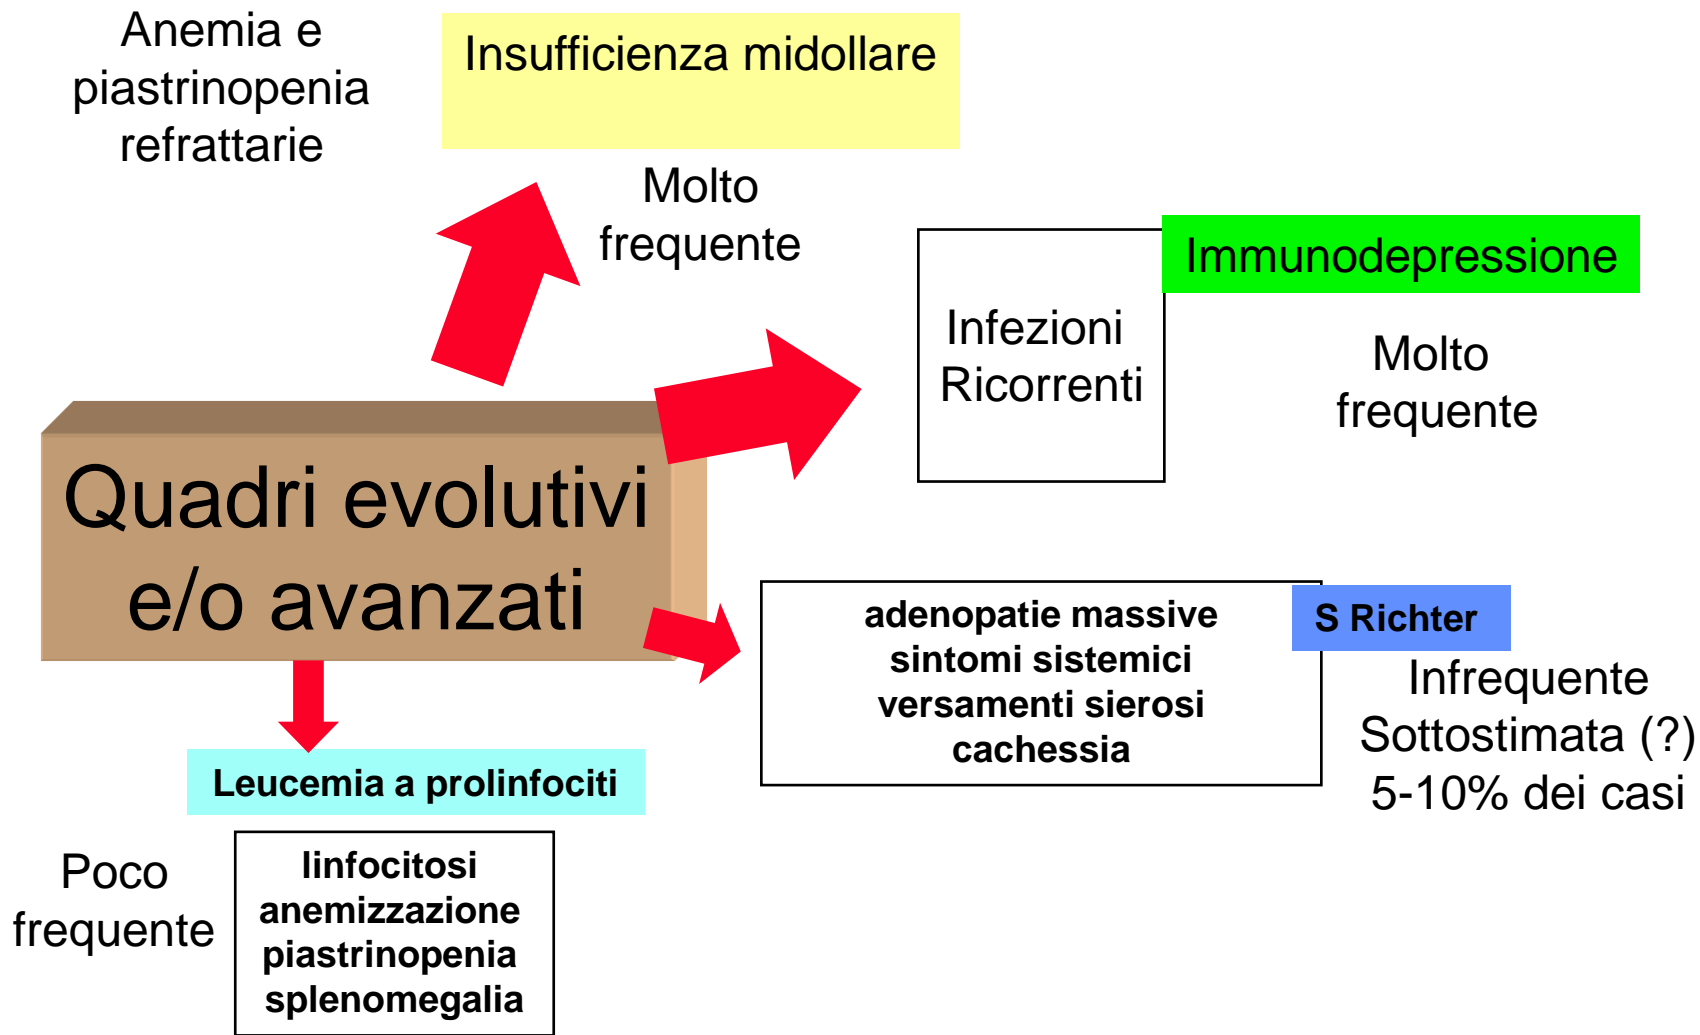 Anemia e
piastrinopenia
refrattarie
Insufficienza midollare
Molto
frequente
Immunodepressione
Infezioni
Ricorrenti
Molto
frequente
Quadri evolutivi
e/o avanzati
adenopatie massive
sintomi sistemici
versamenti sierosi
cachessia
S Richter
Infrequente
Sottostimata (?)
5-10% dei casi
Leucemia a prolinfociti
Poco
frequente
linfocitosi
anemizzazione
piastrinopenia
splenomegalia